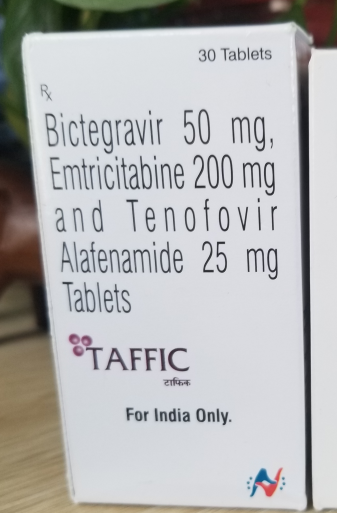 30 Tablets
Rx
Bictegravir 50 mg,
Emtricitabine 200 mg
and Tenofovir
Alafenamide 25 mg
Tablets
TAFFIC
टाफिक
For India Only.